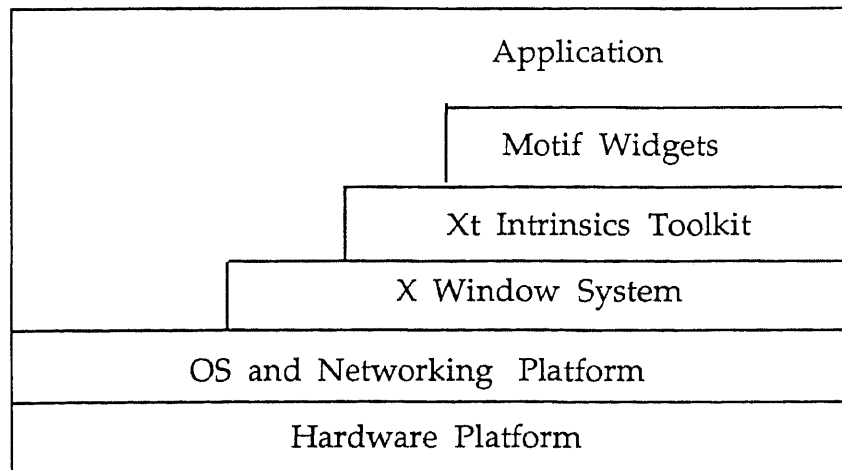 Application
Motif Widgets
Xt Intrinsics Toolkit
X Window System
OS and Networking Platform
Hardware Platform